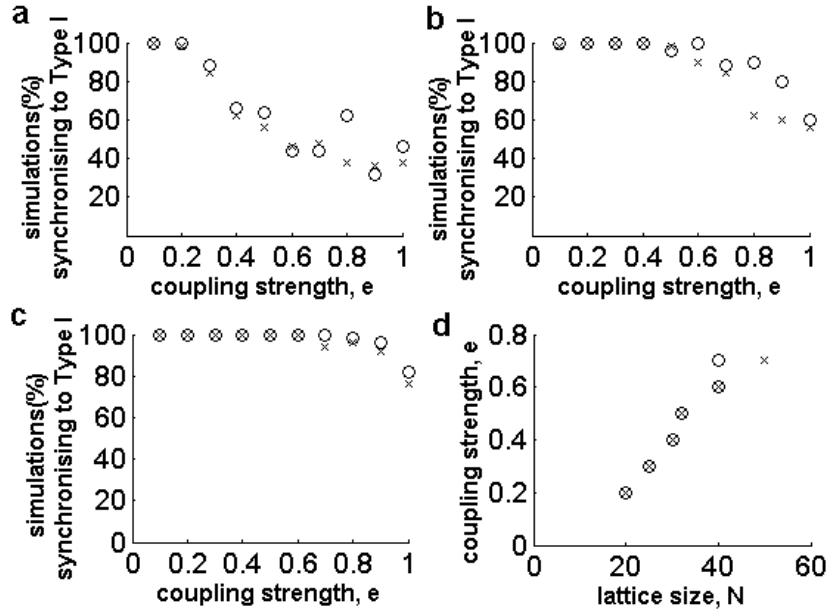 a
simulations(%)
synchronising to Type I
100
80
60
40
20
0 0.2 0.4 0.6 0.8 1
coupling strength, e
b
simulations(%)
synchronising to Type I
100
80
60
40
20
0 0.2 0.4 0.6 0.8 1
coupling strength, e
c
simulations(%)
synchronising to Type I
100
80
60
40
20
0
0 0.2 0.4 0.6 0.8 1
coupling strength, e
d
coupling strength, e
0.8
0.6
0.4
0.2
0
0 20 40 60
lattice size, N